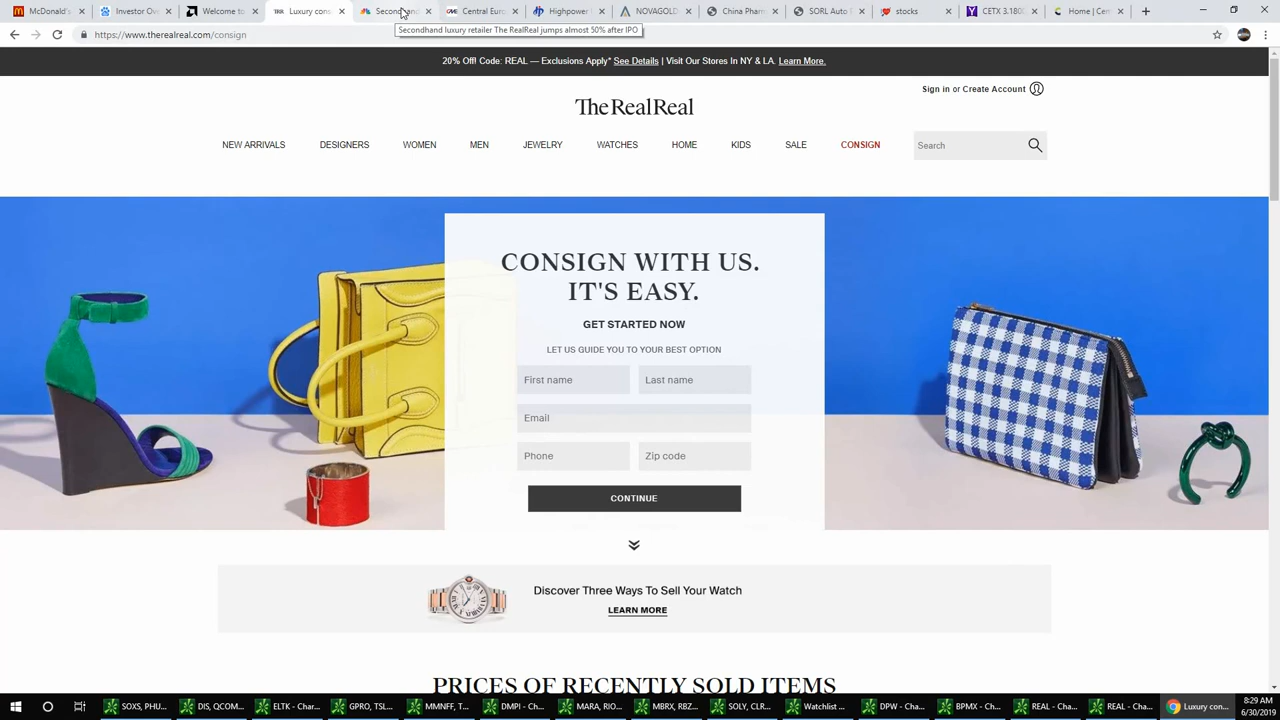 McDonald's
Investor Ow
Welcome to
Luxury cons
Secondhand
Central Euro
Highpower I
NOVAGOLD
China Pharm
SORL Auto
stocks
CETX 3.180
Home | Cem
https://www.therealreal.com/consign
Secondhand luxury retailer The RealReal jumps almost 50% after IPO
20% Off! Code: REAL — Exclusions Apply* See Details | Visit Our Stores In NY & LA. Learn More.
Sign in or Create Account
TheRealReal
NEW ARRIVALS DESIGNERS WOMEN MEN JEWELRY WATCHES HOME KIDS SALE CONSIGN
Search
CONSIGN WITH US.
IT'S EASY.
GET STARTED NOW
LET US GUIDE YOU TO YOUR BEST OPTION
First name Last name
Email
Phone Zip code
CONTINUE
Discover Three Ways To Sell Your Watch
LEARN MORE
PRICES OF RECENTLY SOLD ITEMS
SOXS, PHU...
DIS, QCOM...
ELTK - Char...
GPRO, TSL...
MMNFF, T...
DMPI - Cha...
MARA, RIO...
MBRX, RBZ...
SOLY, CLR...
Watchlist ...
DPW - Cha...
BPMX - Ch...
REAL - Cha...
REAL - Cha...
Luxury con...
8:29 AM
6/30/2019